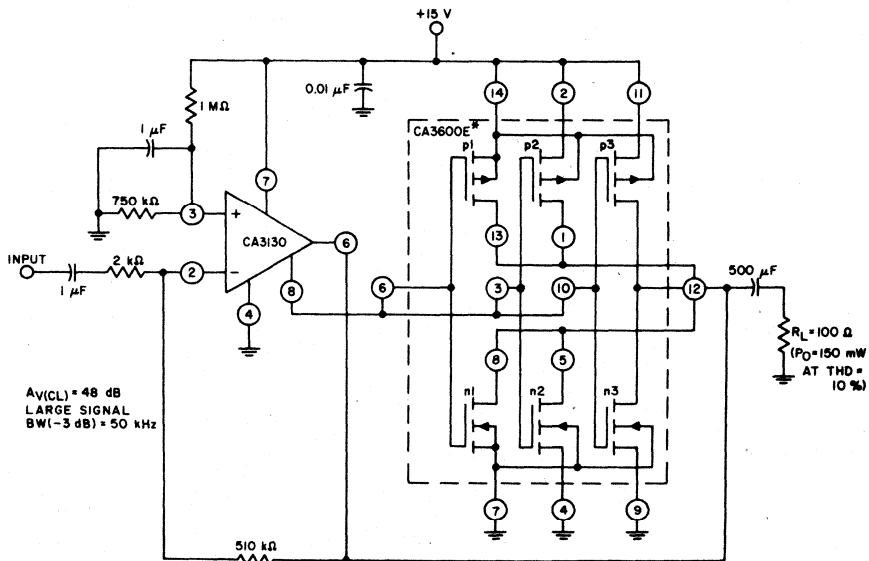 +15 V
0.01 µF
1 MΩ
1 µF
14
2
11
CA3600E*
p1
p2
p3
7
750 kΩ
3
+
CA3130
6
13
1
INPUT
2 kΩ
2
−
1 µF
8
4
6
3
10
12
500 µF
RL=100 Ω
(PO=150 mW
AT THD=
10 %)
8
5
AV(CL) = 48 dB
LARGE SIGNAL
BW(−3 dB) = 50 kHz
n1
n2
n3
7
4
9
510 kΩ